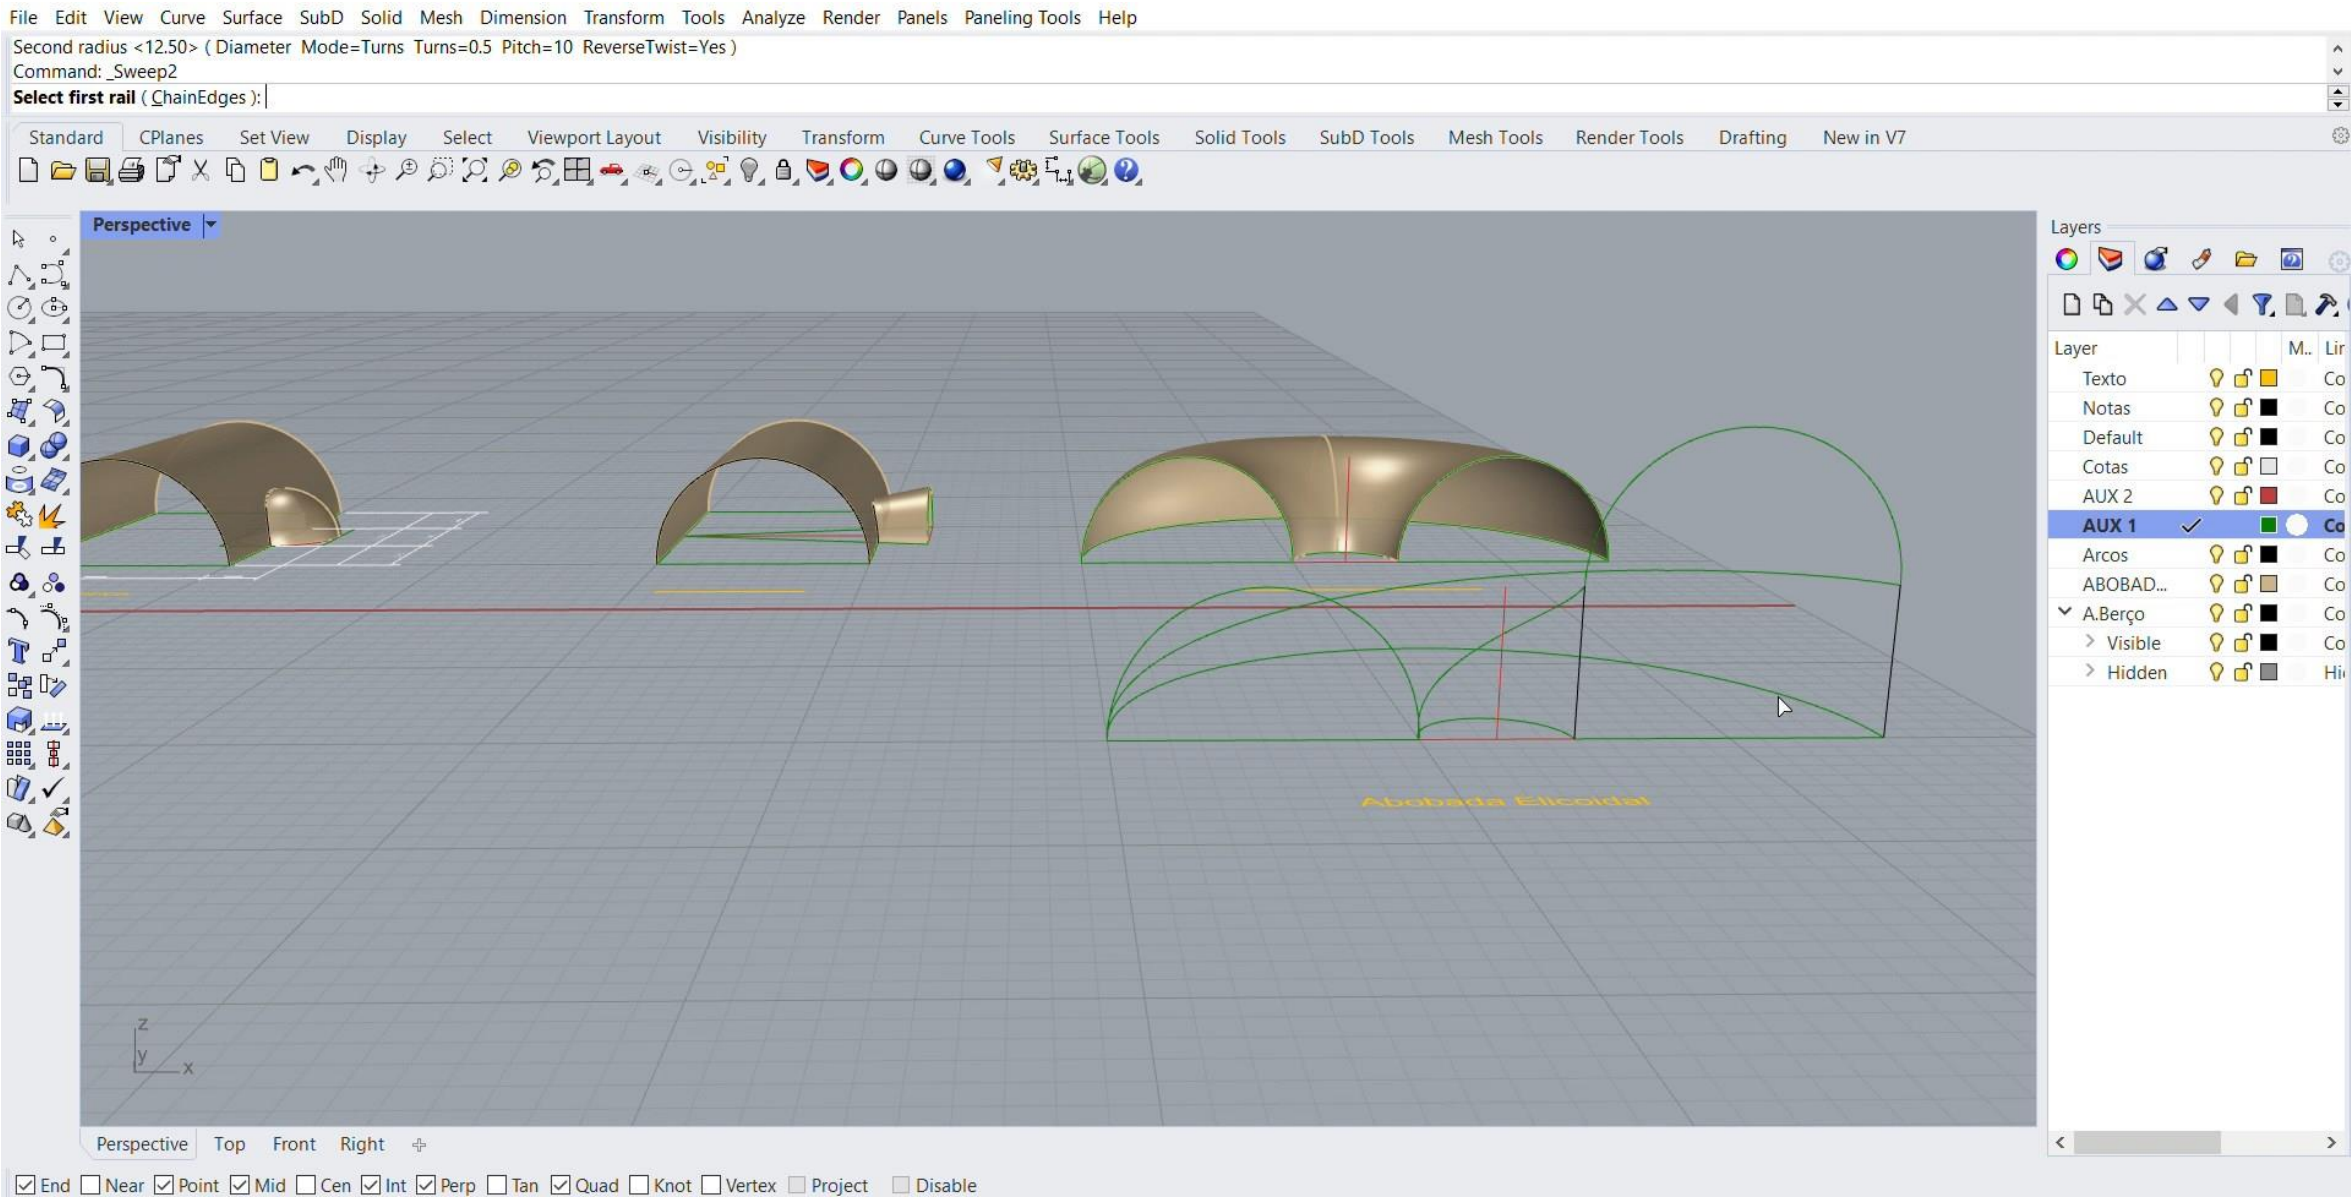 File Edit View Curve Surface SubD Solid Mesh Dimension Transform Tools Analyze Render Panels Paneling Tools Help
Second radius <12.50> ( Diameter Mode=Turns Turns=0.5 Pitch=10 ReverseTwist=Yes )
Command: _Sweep2
Select first rail ( ChainEdges ):
Standard CPlanes Set View Display Select Viewport Layout Visibility Transform Curve Tools Surface Tools Solid Tools SubD Tools Mesh Tools Render Tools Drafting New in V7
Perspective
Layers
Layer M.. Lir
Texto Co
Notas Co
Default Co
Cotas Co
AUX 2 Co
AUX 1 Co
Arcos Co
ABOBAD... Co
A.Berço Co
Visible Co
Hidden Hi
Abobada Elicoidal
z
y
x
Perspective Top Front Right
End Near Point Mid Cen Int Perp Tan Quad Knot Vertex Project Disable